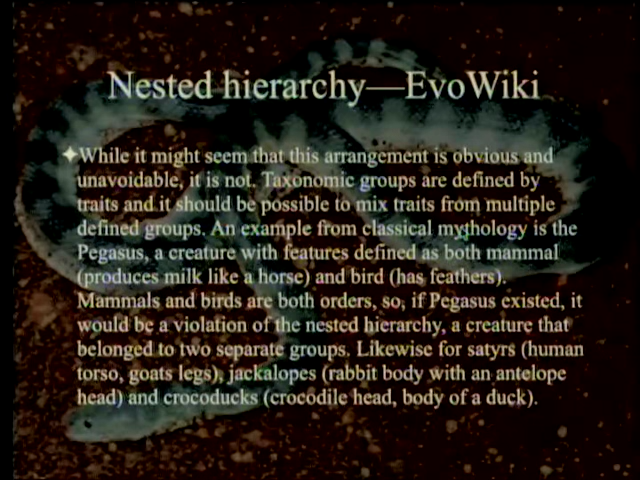 Nested hierarchy—EvoWiki
While it might seem that this arrangement is obvious and
unavoidable, it is not. Taxonomic groups are defined by
traits and it should be possible to mix traits from multiple
defined groups. An example from classical mythology is the
Pegasus, a creature with features defined as both mammal
(produces milk like a horse) and bird (has feathers).
Mammals and birds are both orders, so, if Pegasus existed, it
would be a violation of the nested hierarchy, a creature that
belonged to two separate groups. Likewise for satyrs (human
torso, goats legs), jackalopes (rabbit body with an antelope
head) and crocoducks (crocodile head, body of a duck).